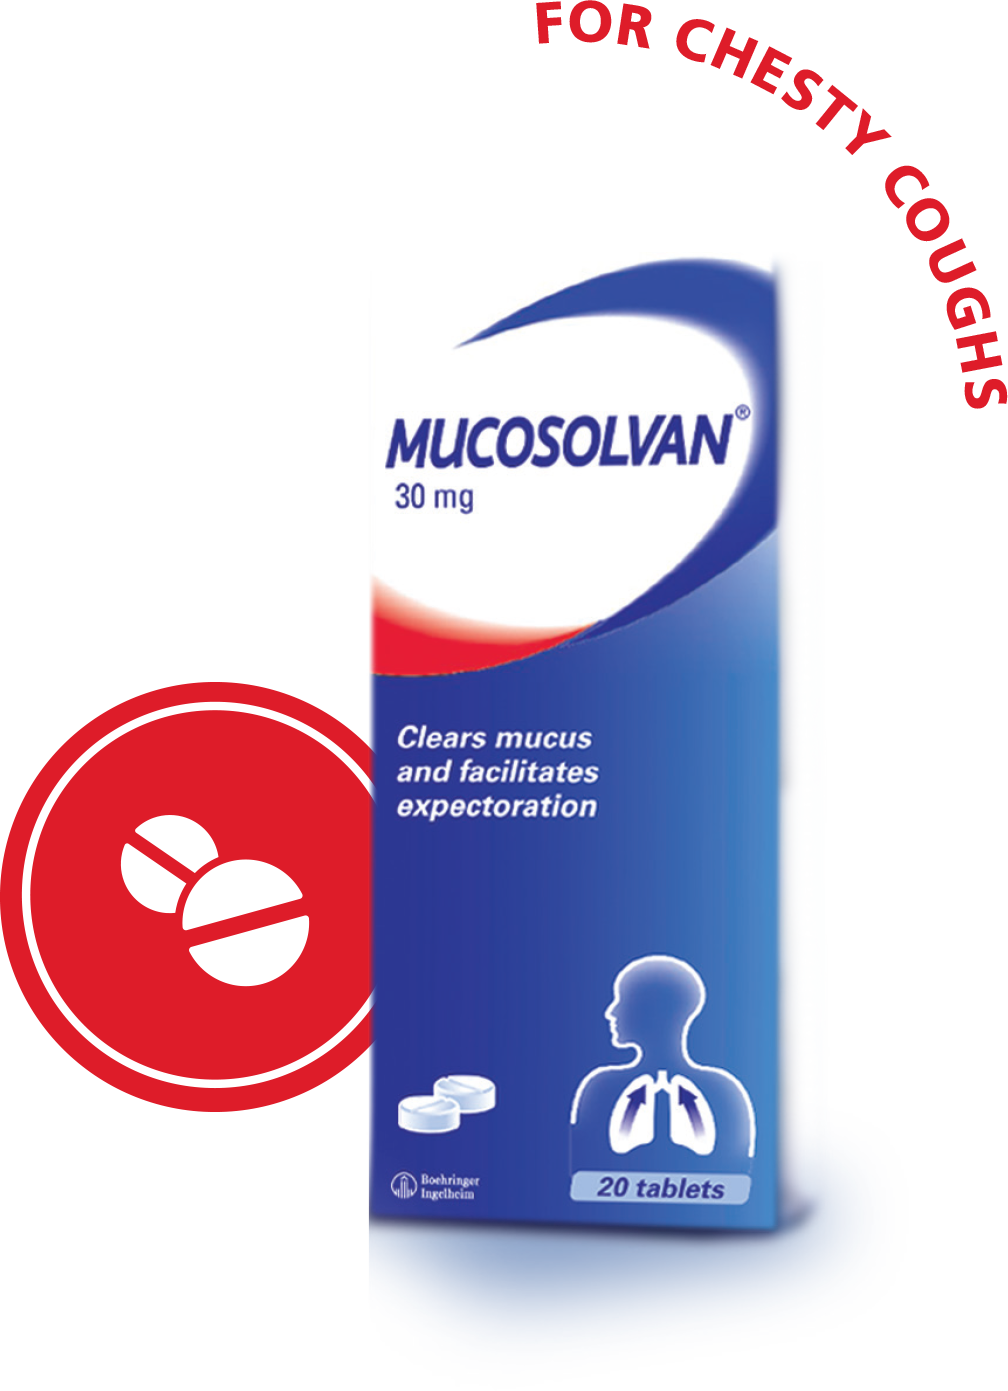 FOR CHESTY COUGHS
MUCOSOLVAN®
30 mg
Clears mucus
and facilitates
expectoration
Boehringer
Ingelheim
20 tablets